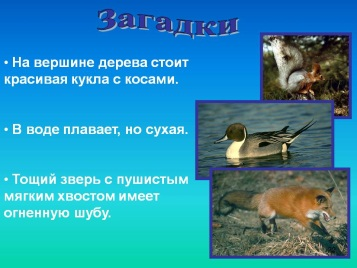 Загадки
• На вершине дерева стоит
красивая кукла с косами.
• В воде плавает, но сухая.
• Тощий зверь с пушистым
мягким хвостом имеет
огненную шубу.